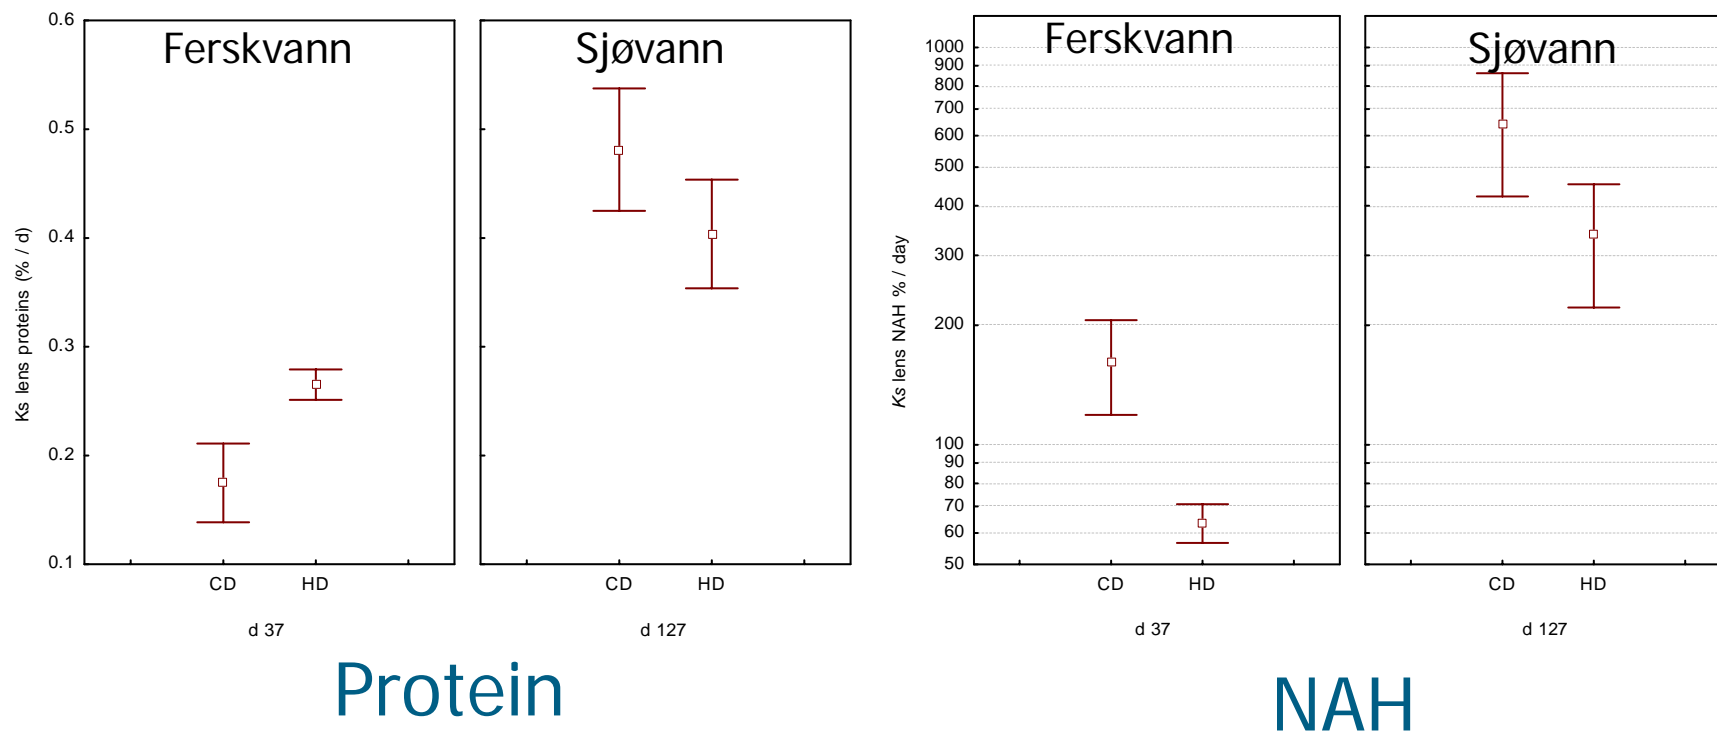 Ferskvann
Sjøvann
Ks lens proteins (% / d)
0.6
0.5
0.4
0.3
0.2
0.1
CD
HD
CD
HD
d 37
d 127
Protein
Ferskvann
Sjøvann
Ks lens NAH % / day
1000
900
800
700
600
500
400
300
200
100
90
80
70
60
50
CD
HD
CD
HD
d 37
d 127
NAH